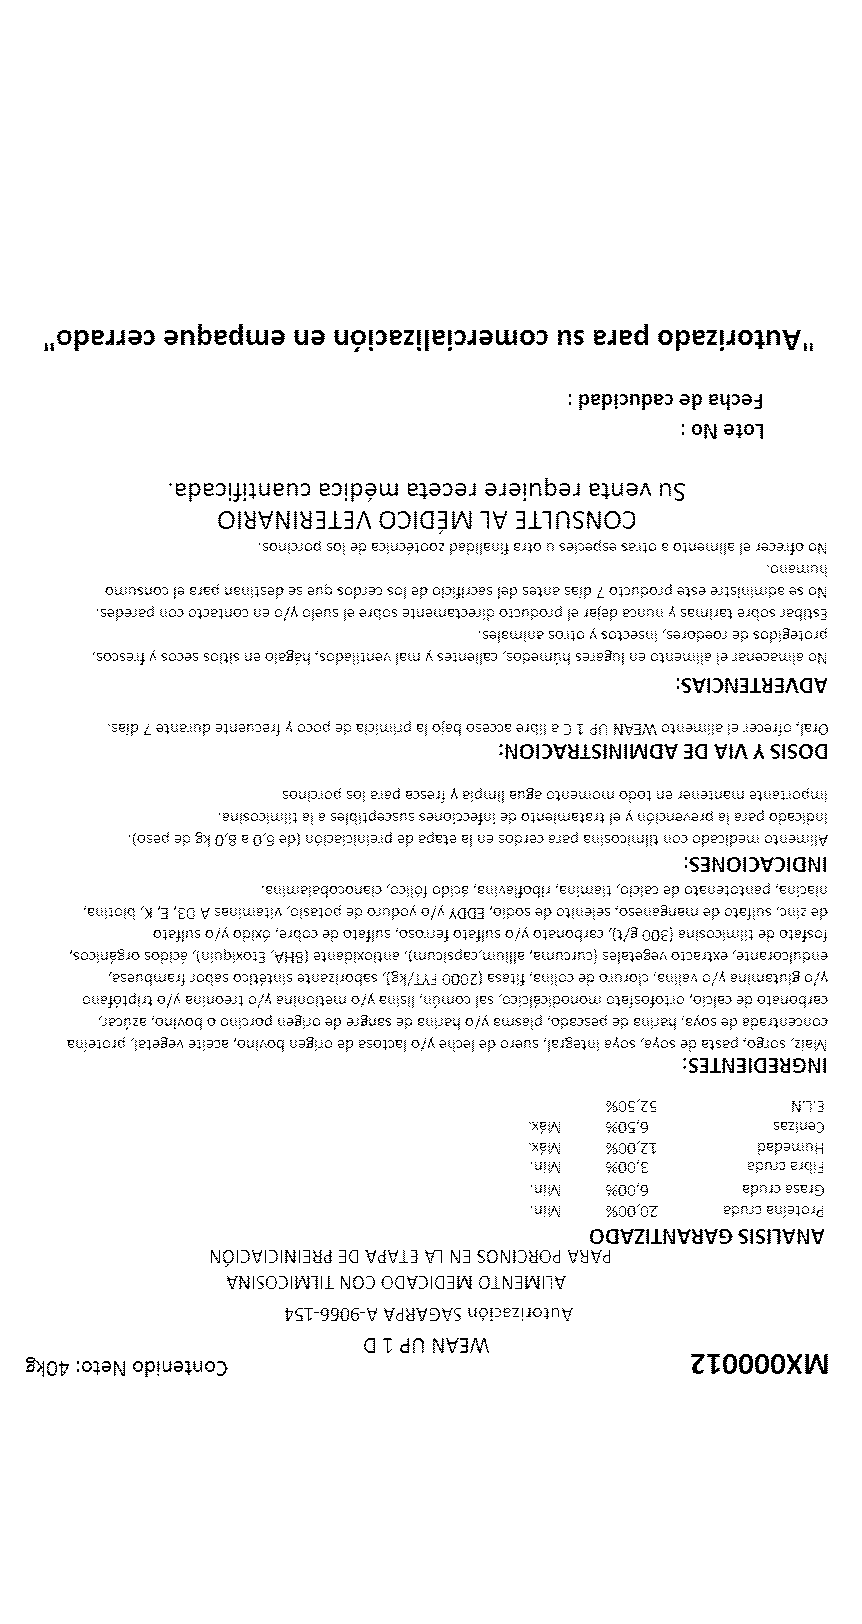 MX000012
Contenido Neto: 40kg
WEAN UP 1 D
Autorización SAGARPA A-9066-154
ALIMENTO MEDICADO CON TILMICOSINA
PARA PORCINOS EN LA ETAPA DE PREINICIACIÓN
ANALISIS GARANTIZADO
Proteína cruda 20,00% Min.
Grasa cruda 6,00% Min.
Fibra cruda 3,00% Min.
Humedad 12,00% Máx.
Cenizas 6,50% Máx.
E.L.N 52,50%
INGREDIENTES:
Maíz, sorgo, pasta de soya, soya integral, suero de leche y/o lactosa de origen bovino, aceite vegetal, proteína
concentrada de soya, harina de pescado, plasma y/o harina de sangre de origen porcino o bovino, azúcar,
carbonato de calcio, ortofosfato monodicálcico, sal común, lisina y/o metionina y/o treonina y/o triptófano
y/o glutamina y/o valina, cloruro de colina, fitasa (2000 FYT/kg), saborizante sintético sabor frambuesa,
endulcorante, extracto vegetales (curcuma, allium,capsicum), antioxidante (BHA, Etoxiquin), ácidos orgánicos,
fosfato de tilmicosina (300 g/t), carbonato y/o sulfato ferroso, sulfato de cobre, óxido y/o sulfato
de zinc, sulfato de manganeso, selenito de sodio, EDDY y/o yoduro de potasio, vitaminas A D3, E, K, biotina,
niacina, pantotenato de calcio, tiamina, riboflavina, ácido fólico, cianocobalamina.
INDICACIONES:
Alimento medicado con tilmicosina para cerdos en la etapa de preiniciación (de 5,0 a 8,0 kg de peso).
Indicado para la prevención y el tratamiento de infecciones susceptibles a la tilmicosina.
Importante mantener en todo momento agua limpia y fresca para los porcinos
DOSIS Y VIA DE ADMINISTRACION:
Oral, ofrecer el alimento WEAN UP 1 C a libre acceso bajo la primicia de poco y frecuente durante 7 días.
ADVERTENCIAS:
No almacenar el alimento en lugares húmedos, calientes y mal ventilados, hágalo en sitios secos y frescos,
protegidos de roedores, insectos y otros animales.
Estibar sobre tarimas y nunca dejar el producto directamente sobre el suelo y/o en contacto con paredes.
No se administre este producto 7 días antes del sacrificio de los cerdos que se destinan para el consumo
humano.
No ofrecer el alimento a otras especies u otra finalidad zootécnica de los porcinos.
CONSULTE AL MÉDICO VETERINARIO
Su venta requiere receta médica cuantificada.
Lote No :
Fecha de caducidad :
"Autorizado para su comercialización en empaque cerrado"